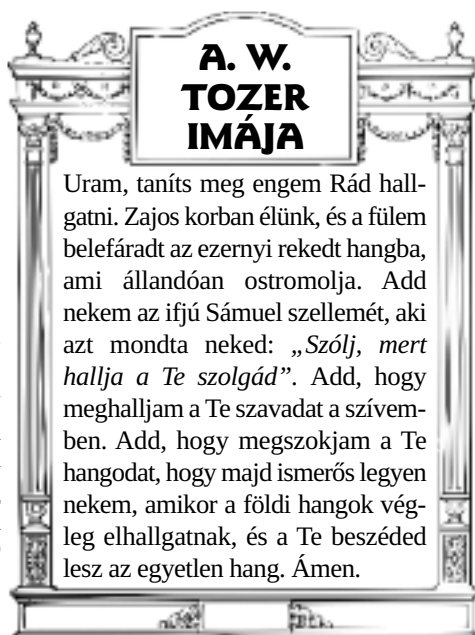 A. W.
TOZER
IMÁJA
Uram, taníts meg engem Rád hall-
gatni. Zajos korban élünk, és a fülem
belefáradt az ezernyi rekedt hangba,
ami állandóan ostromolja. Add
nekem az ifjú Sámuel szellemét, aki
azt mondta neked: „Szólj, mert
hallja a Te szolgád”. Add, hogy
meghalljam a Te szavadat a szívem-
ben. Add, hogy megszokjam a Te
hangodat, hogy majd ismerős legyen
nekem, amikor a földi hangok vég-
leg elhallgatnak, és a Te beszéded
lesz az egyetlen hang. Ámen.